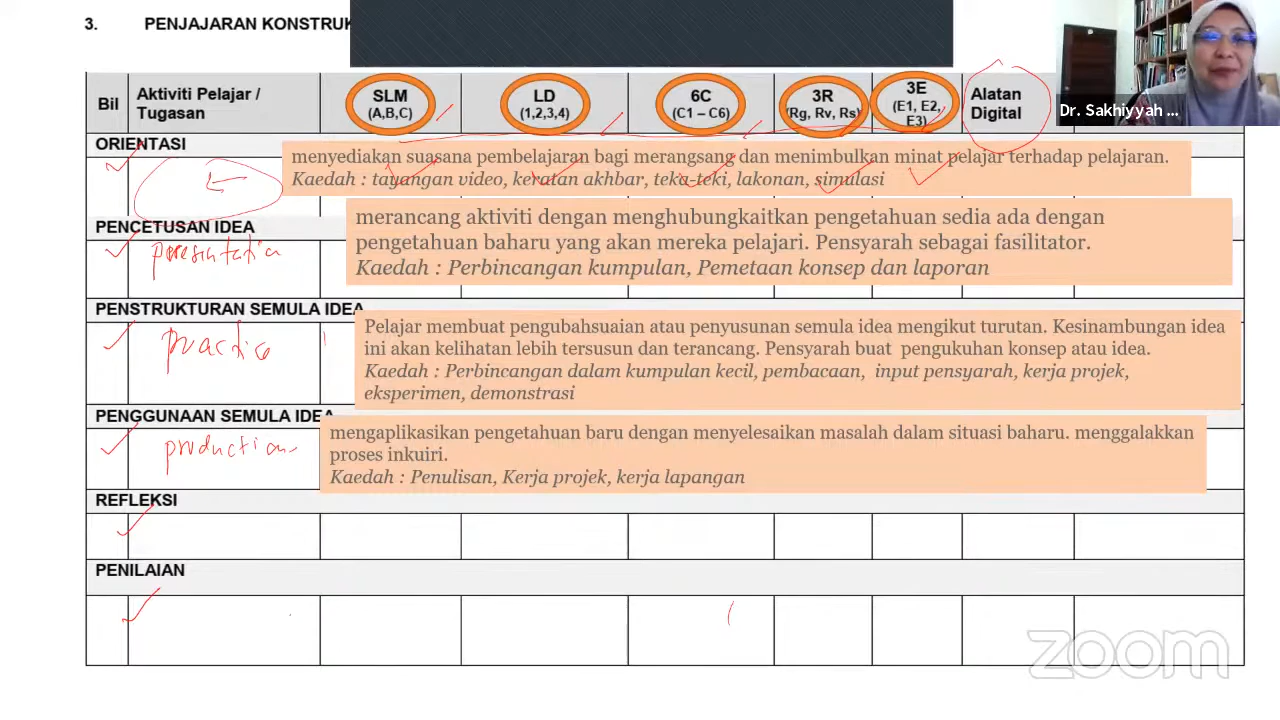 3. PENJAJARAN KONSTRUK
Bil
Aktiviti Pelajar /
Tugasan
SLM
(A,B,C)
LD
(1,2,3,4)
6C
(C1 – C6)
3R
(Rg, Rv, Rs)
3E
(E1, E2,
E3)
Alatan
Digital
Dr. Sakhiyyah ...
ORIENTASI
menyediakan suasana pembelajaran bagi merangsang dan menimbulkan minat pelajar terhadap pelajaran.
Kaedah : tayangan video, keratan akhbar, teka-teki, lakonan, simulasi
PENCETUSAN IDEA
merancang aktiviti dengan menghubungkaitkan pengetahuan sedia ada dengan
pengetahuan baharu yang akan mereka pelajari. Pensyarah sebagai fasilitator.
Kaedah : Perbincangan kumpulan, Pemetaan konsep dan laporan
PENSTRUKTURAN SEMULA IDEA
Pelajar membuat pengubahsuaian atau penyusunan semula idea mengikut turutan. Kesinambungan idea
ini akan kelihatan lebih tersusun dan terancang. Pensyarah buat pengukuhan konsep atau idea.
Kaedah : Perbincangan dalam kumpulan kecil, pembacaan, input pensyarah, kerja projek,
eksperimen, demonstrasi
PENGGUNAAN SEMULA IDEA
production
mengaplikasikan pengetahuan baru dengan menyelesaikan masalah dalam situasi baharu. menggalakkan
proses inkuiri.
Kaedah : Penulisan, Kerja projek, kerja lapangan
REFLEKSI
PENILAIAN
zoom